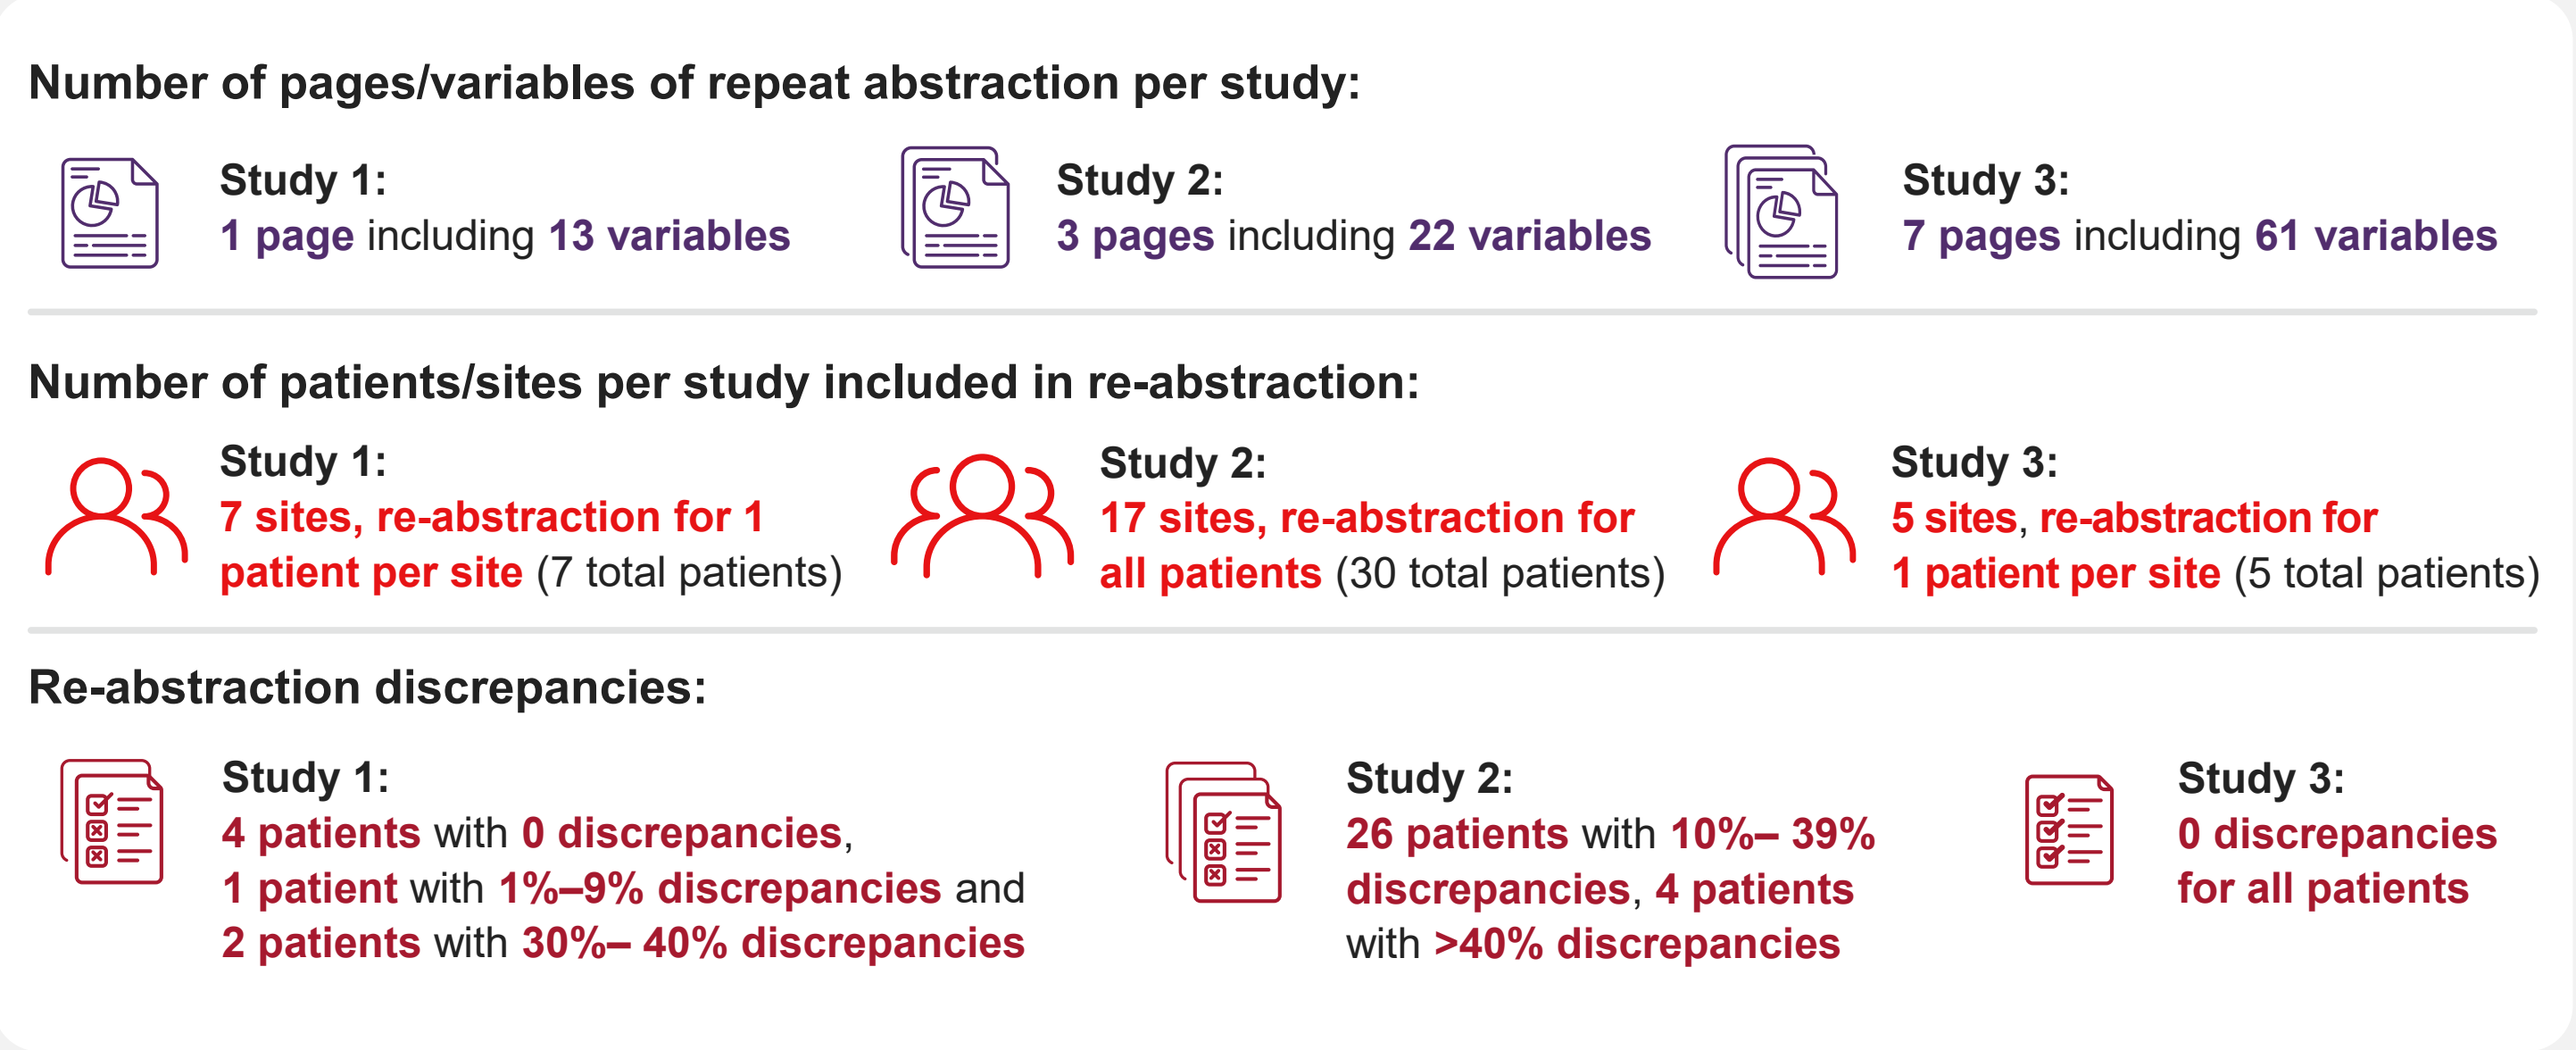 Number of pages/variables of repeat abstraction per study:
Study 1:
1 page including 13 variables
Study 2:
3 pages including 22 variables
Study 3:
7 pages including 61 variables
Number of patients/sites per study included in re-abstraction:
Study 1:
7 sites, re-abstraction for 1
patient per site (7 total patients)
Study 2:
17 sites, re-abstraction for
all patients (30 total patients)
Study 3:
5 sites, re-abstraction for
1 patient per site (5 total patients)
Re-abstraction discrepancies:
Study 1:
4 patients with 0 discrepancies,
1 patient with 1%–9% discrepancies and
2 patients with 30%– 40% discrepancies
Study 2:
26 patients with 10%– 39%
discrepancies, 4 patients
with >40% discrepancies
Study 3:
0 discrepancies
for all patients